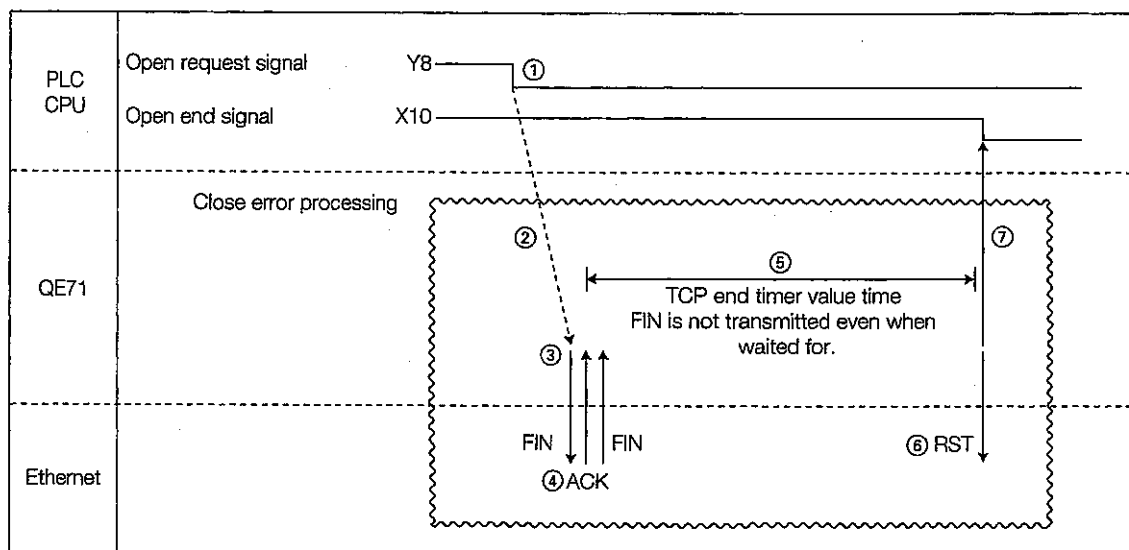 PLC
CPU
Open request signal Y8 ①
Open end signal X10
Close error processing
② ⑦
QE71
⑤
TCP end timer value time
FIN is not transmitted even when
waited for.
③
Ethernet
FIN FIN ⑥ RST
④ ACK